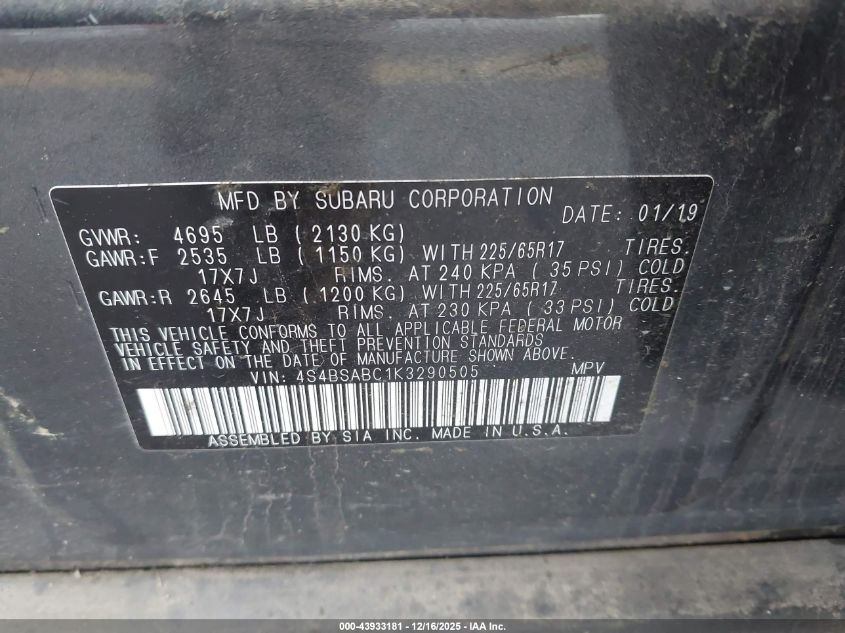 MFD BY SUBARU CORPORATION
DATE: 01/19
GVWR: 4695 LB (2130 KG)
GAWR:F 2535 LB (1150 KG) WITH 225/65R17 TIRES.
17X7J RIMS. AT 240 KPA (35 PSI) COLD
GAWR:R 2645 LB (1200 KG) WITH 225/65R17 TIRES.
17X7J RIMS. AT 230 KPA (33 PSI) COLD
THIS VEHICLE CONFORMS TO ALL APPLICABLE FEDERAL MOTOR
VEHICLE SAFETY AND THEFT PREVENTION STANDARDS
IN EFFECT ON THE DATE OF MANUFACTURE SHOWN ABOVE.
VIN: 4S4BSABC1K3290505 MPV
ASSEMBLED BY SIA INC. MADE IN U.S.A.
000-43933181 - 12/16/2025 - IAA Inc.